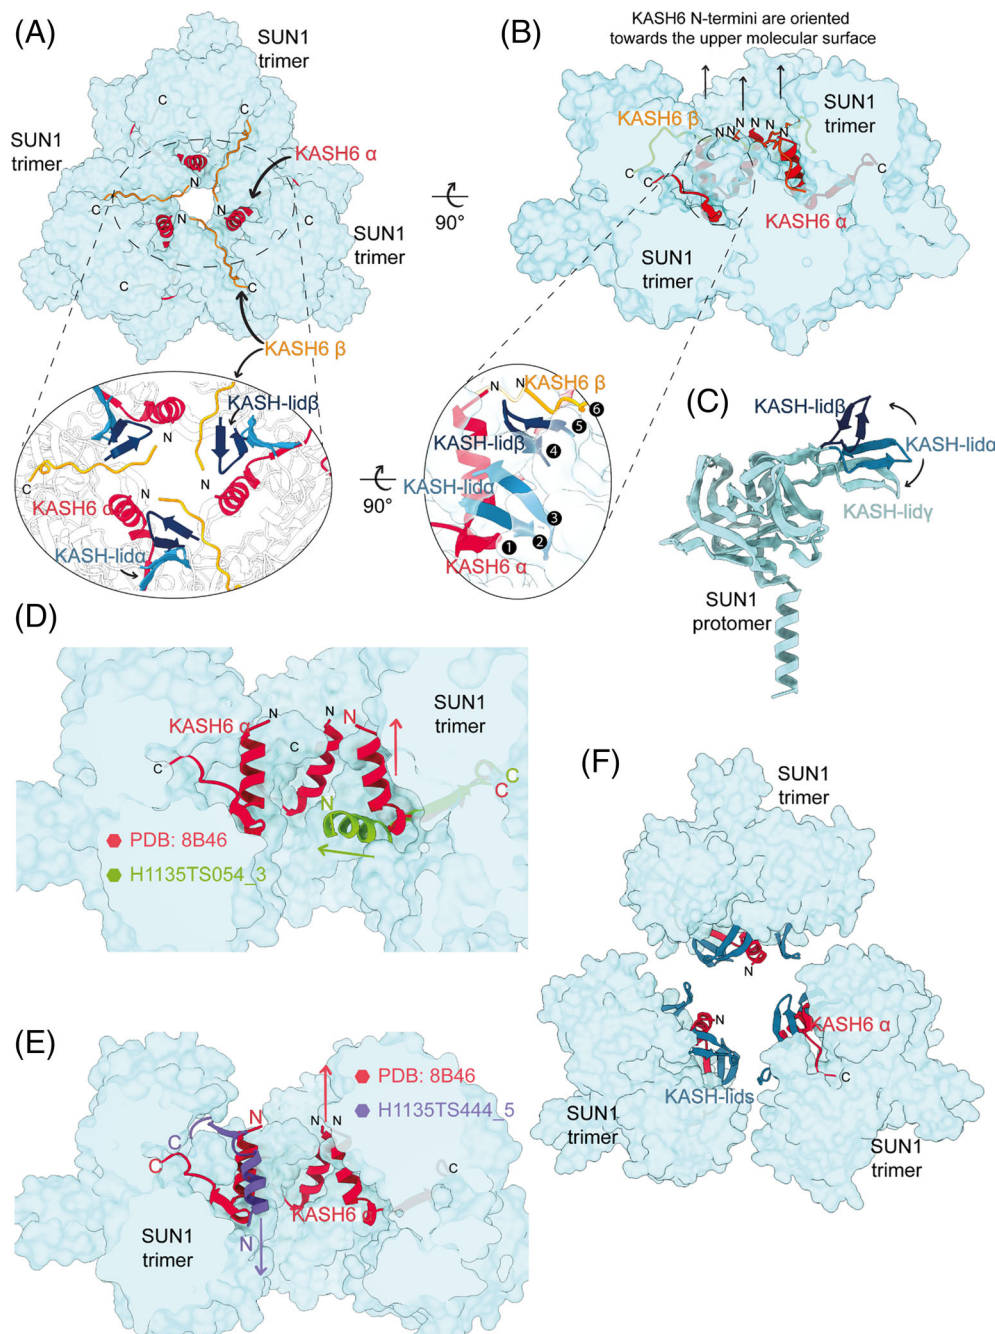 (A)
SUN1
trimer
C
C
SUN1
trimer
KASH6 α
N
C
N
N
C
SUN1
trimer
C
C
90°
KASH6 β
KASH-lidβ
N
N
C
KASH6 α
N
KASH-lidα
90°
(B)
KASH6 N-termini are oriented
towards the upper molecular surface
SUN1
trimer
KASH6 β
N N N N N N
C
C
KASH6 α
SUN1
trimer
N N
KASH6 β
6
5
KASH-lidβ
4
KASH-lidα
3
1
2
KASH6 α
(C)
KASH-lidβ
KASH-lidα
KASH-lidγ
SUN1
protomer
(D)
SUN1
trimer
KASH6 α
N
N
N
C
C
C
C
N
PDB: 8B46
H1135TS054_3
(E)
PDB: 8B46
H1135TS444_5
N
N N
C
C
C
KASH6 α
SUN1
trimer
N
(F)
SUN1
trimer
N
N
KASH6 α
C
KASH-lids
SUN1
trimer
SUN1
trimer